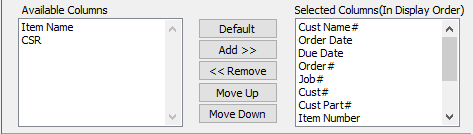 Available Columns
Item Name
CSR
Default
Add >>
<< Remove
Move Up
Move Down
Selected Columns(In Display Order)
Cust Name#
Order Date
Due Date
Order#
Job#
Cust#
Cust Part#
Item Number